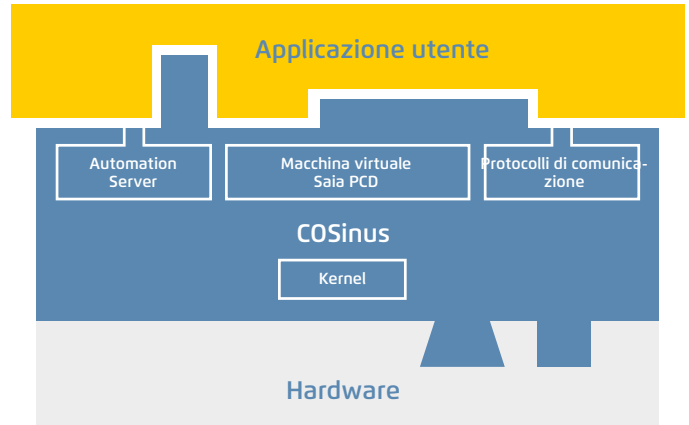 Applicazione utente
Automation
Server
Macchina virtuale
Saia PCD
Protocolli di comunica-
zione
COSinus
Kernel
Hardware